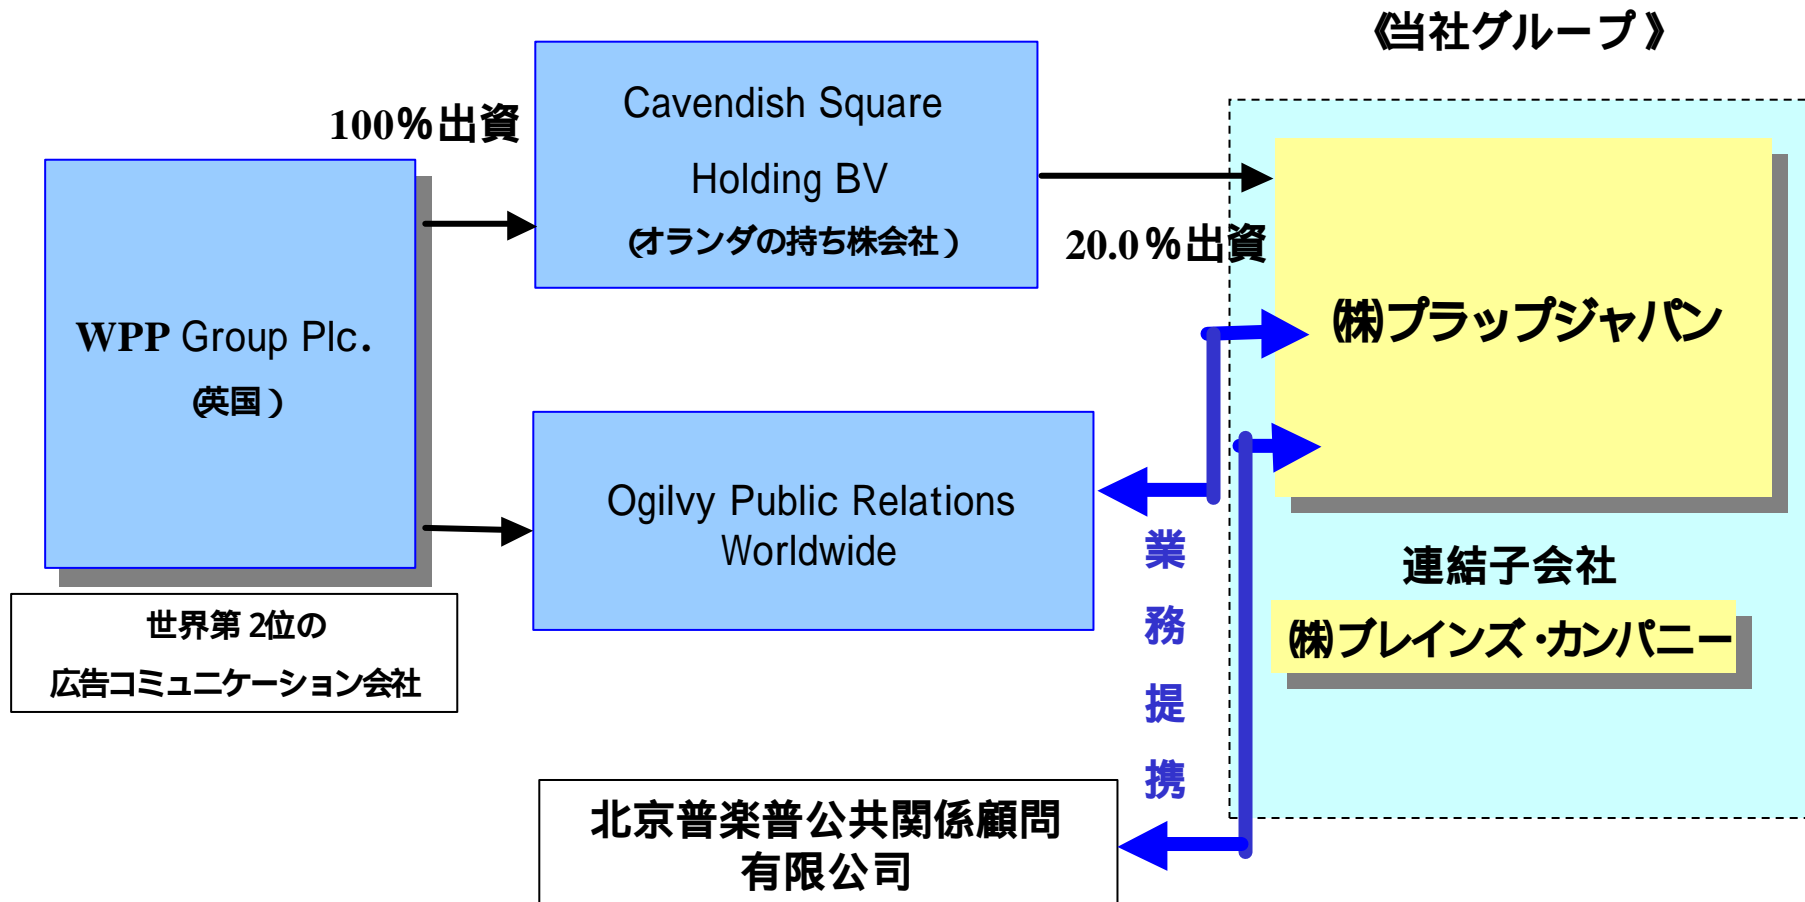 《当社グループ》
100%出資
Cavendish Square
Holding BV
(オランダの持ち株会社)
20.0%出資
WPP Group Plc.
(英国)
世界第2位の
広告コミュニケーション会社
Ogilvy Public Relations
Worldwide
業務提携
北京普楽普公共関係顧問
有限公司
(株)プラップジャパン
連結子会社
(株)ブレインズ・カンパニー